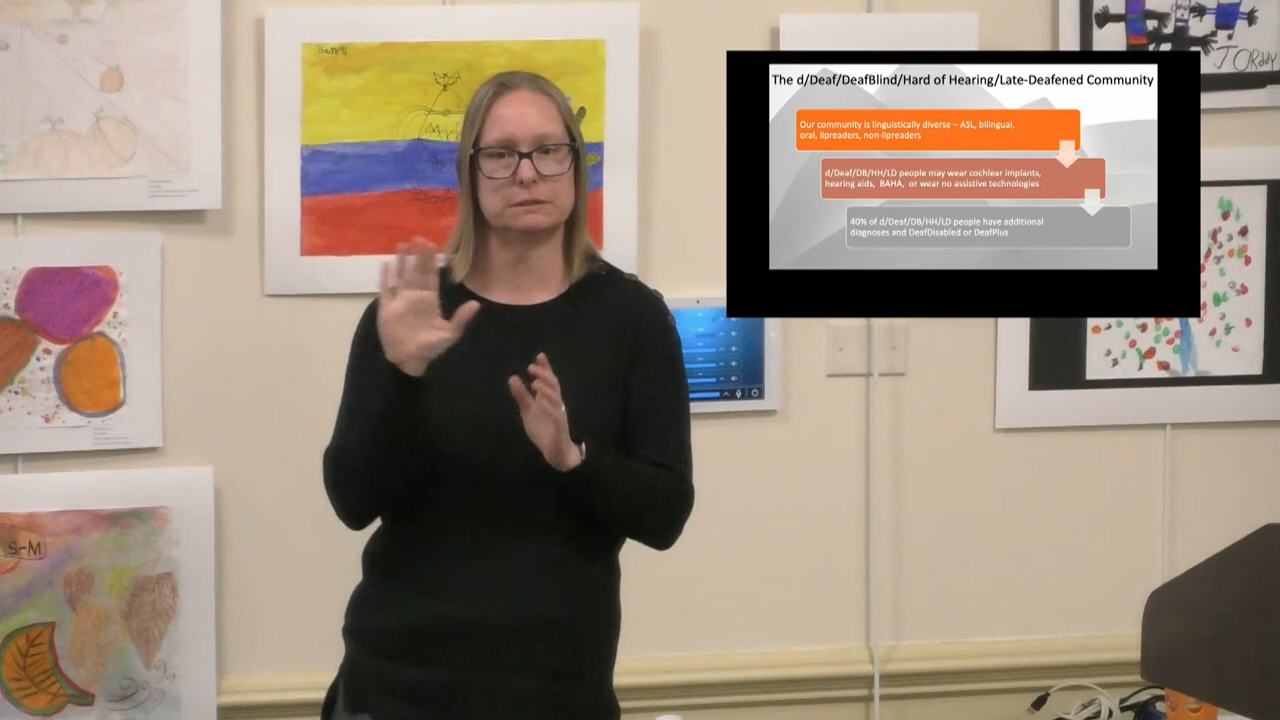 The d/Deaf/DeafBlind/Hard of Hearing/Late-Deafened Community
Our community is linguistically diverse – ASL, bilingual,
oral, lipreaders, non-lipreaders
d/Deaf/DB/HH/LD people may wear cochlear implants,
hearing aids, BAHA, or wear no assistive technologies
40% of d/Deaf/DB/HH/LD people have additional
diagnoses and DeafDisabled or DeafPlus
S-M